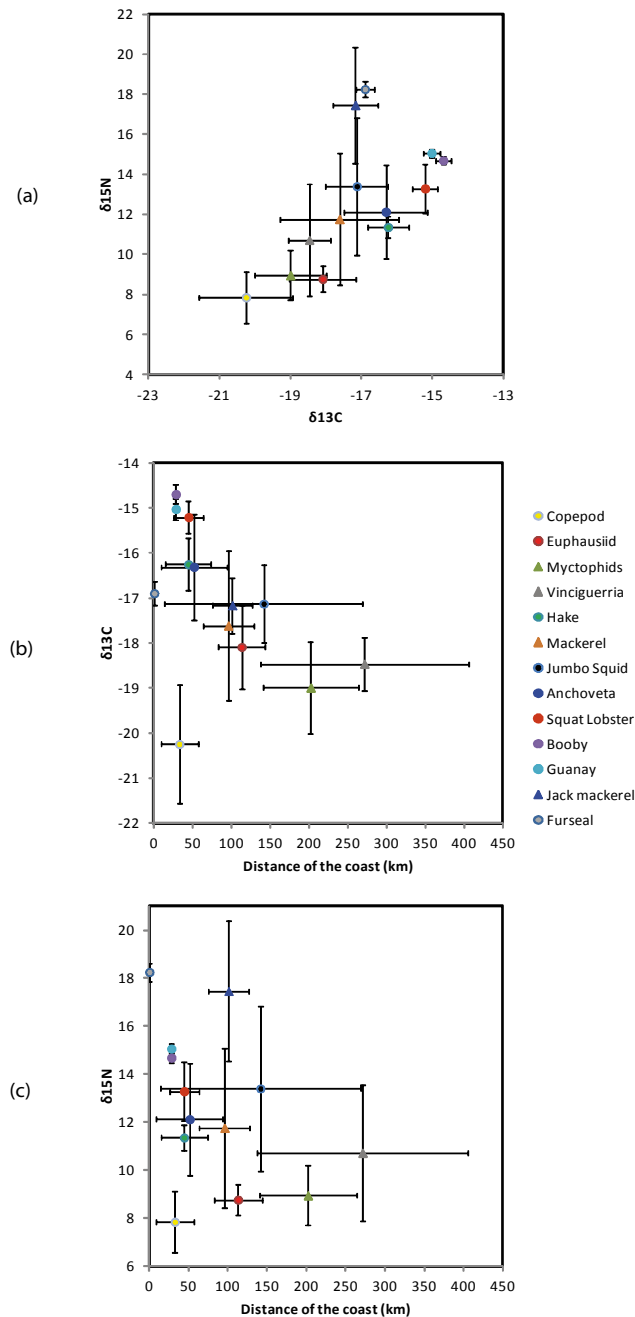 (a)
δ15N
22
20
18
16
14
12
10
8
6
4
-23 -21 -19 -17 -15 -13
δ13C
(b)
δ13C
-14
-15
-16
-17
-18
-19
-20
-21
-22
0 50 100 150 200 250 300 350 400 450
Distance of the coast (km)
Copepod
Euphausiid
Myctophids
Vinciguerria
Hake
Mackerel
Jumbo Squid
Anchoveta
Squat Lobster
Booby
Guanay
Jack mackerel
Furseal
(c)
δ15N
20
18
16
14
12
10
8
6
0 50 100 150 200 250 300 350 400 450
Distance of the coast (km)